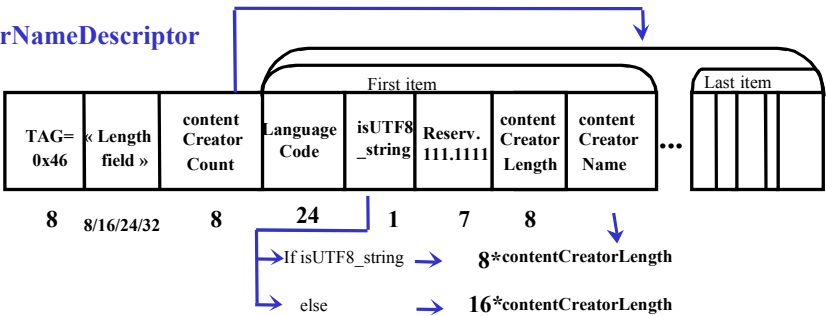 rNameDescriptor
First item
Last item
TAG= 0x46
« Length field »
content Creator Count
Language Code
isUTF8 _string
Reserv. 111.1111
content Creator Length
content Creator Name
...
8 8/16/24/32 8 24 1 7 8
If isUTF8_string 8*contentCreatorLength
else 16*contentCreatorLength